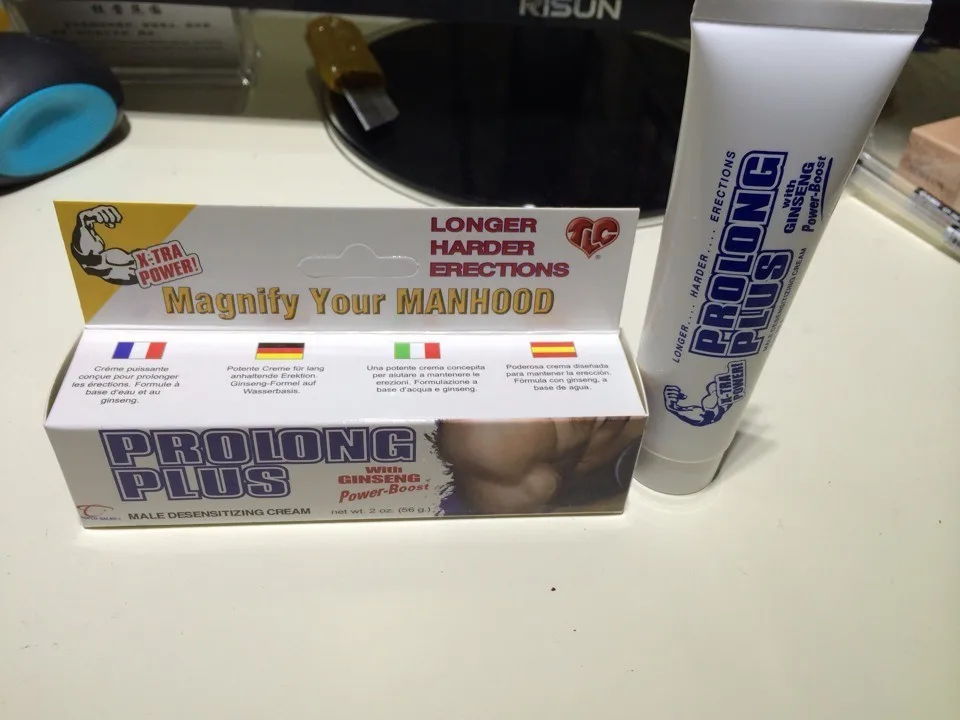 RISUN
X-TRA
POWER!
LONGER
HARDER
ERECTIONS
TLC
Magnify Your MANHOOD
Créme puissante
conçue pour prolonger
les érections. Formule à
base d'eau et au
ginseng.
Potente Creme für lang
anhaltende Erektion.
Ginseng-Formel auf
Wasserbasis.
Una potente crema concepita
per aiutare a mantenere le
erezioni. Formulazione a
base d'acqua e ginseng.
Poderosa crema diseñada
para mantener la erección.
Fórmula con ginseng, a
base de agua.
PROLONG
PLUS
With
GINSENG
Power-Boost
MALE DESENSITIZING CREAM
net wt. 2 oz. (56 g.)
LONGER.... HARDER.... ERECTIONS
PROLONG
PLUS
with
GINSENG
Power-Boost
MALE DESENSITIZING CREAM
X-TRA
POWER!